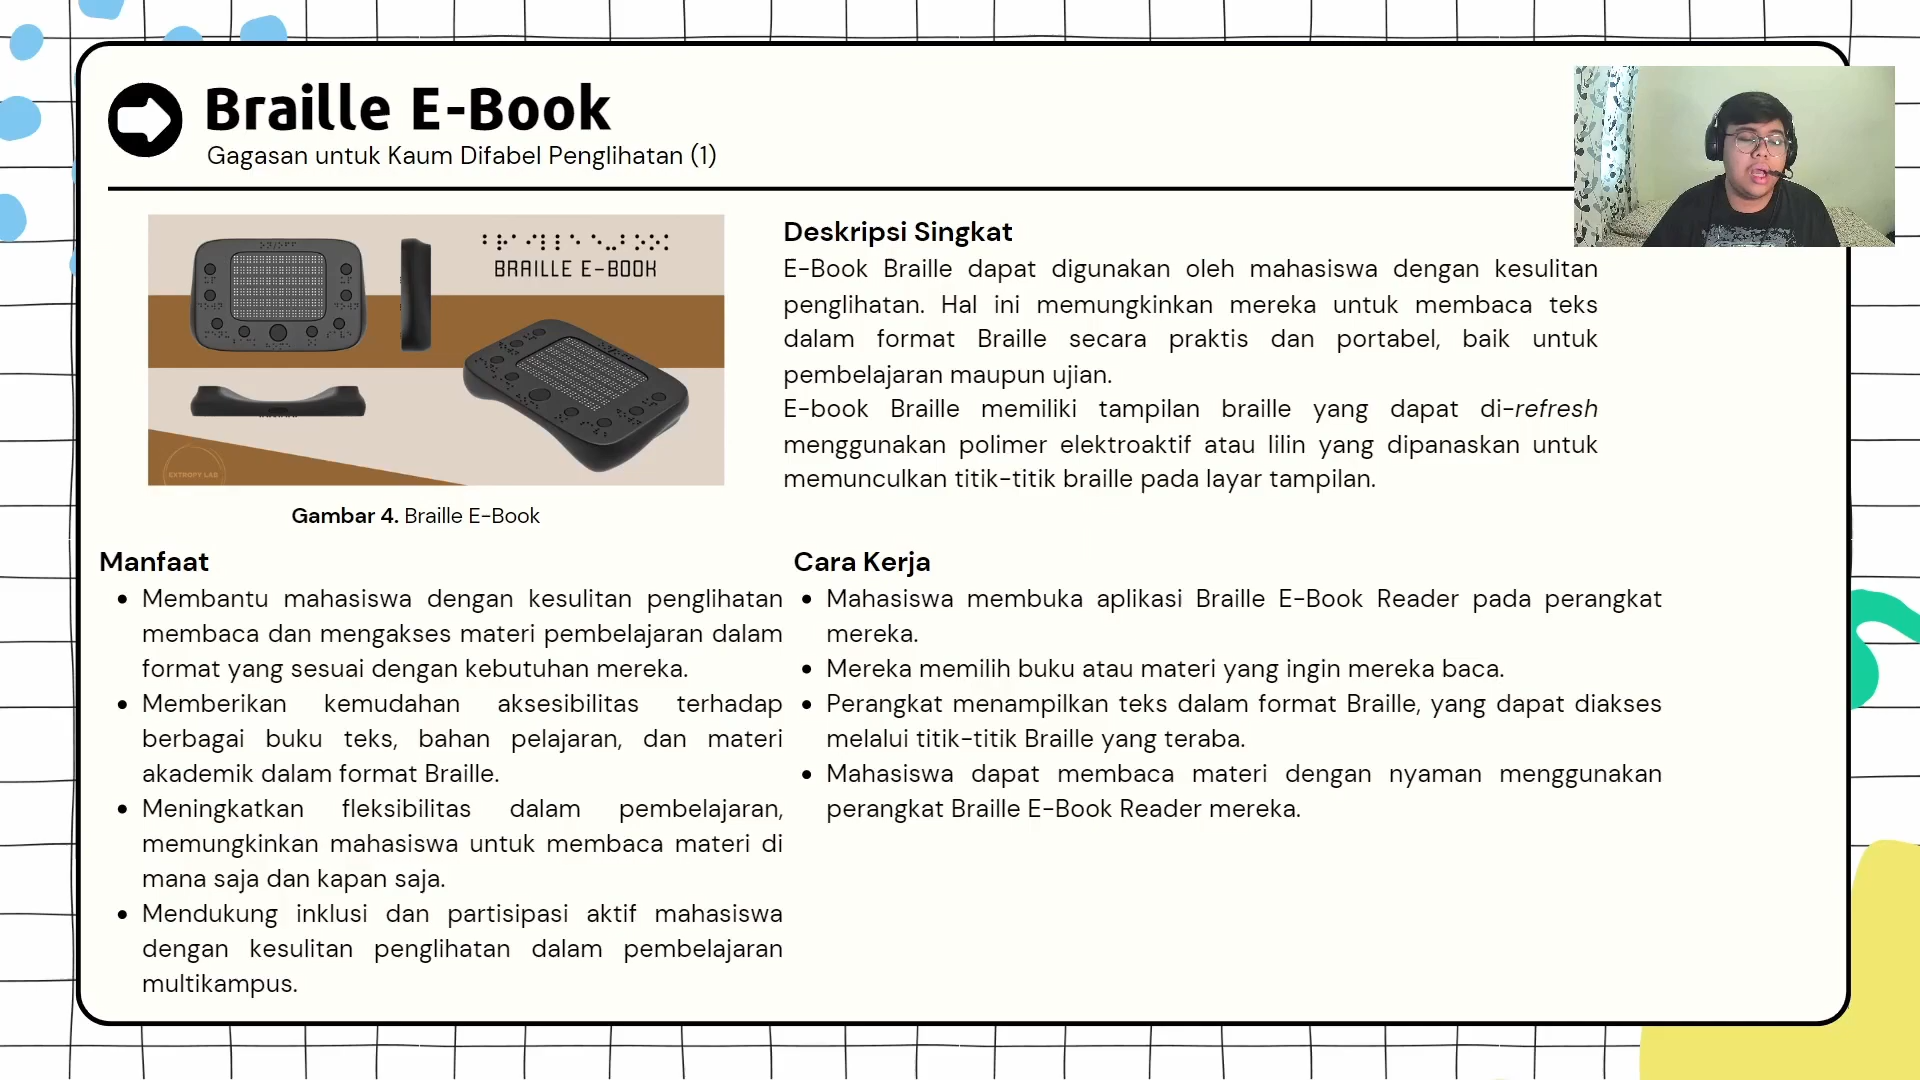 Braille E-Book
Gagasan untuk Kaum Difabel Penglihatan (1)
BRAILLE E-BOOK
EXTROPY LAB
Gambar 4. Braille E-Book
Deskripsi Singkat
E-Book Braille dapat digunakan oleh mahasiswa dengan kesulitan
penglihatan. Hal ini memungkinkan mereka untuk membaca teks
dalam format Braille secara praktis dan portabel, baik untuk
pembelajaran maupun ujian.
E-book Braille memiliki tampilan braille yang dapat di-refresh
menggunakan polimer elektroaktif atau lilin yang dipanaskan untuk
memunculkan titik-titik braille pada layar tampilan.
Manfaat
• Membantu mahasiswa dengan kesulitan penglihatan
membaca dan mengakses materi pembelajaran dalam
format yang sesuai dengan kebutuhan mereka.
• Memberikan kemudahan aksesibilitas terhadap
berbagai buku teks, bahan pelajaran, dan materi
akademik dalam format Braille.
• Meningkatkan fleksibilitas dalam pembelajaran,
memungkinkan mahasiswa untuk membaca materi di
mana saja dan kapan saja.
• Mendukung inklusi dan partisipasi aktif mahasiswa
dengan kesulitan penglihatan dalam pembelajaran
multikampus.
Cara Kerja
• Mahasiswa membuka aplikasi Braille E-Book Reader pada perangkat
mereka.
• Mereka memilih buku atau materi yang ingin mereka baca.
• Perangkat menampilkan teks dalam format Braille, yang dapat diakses
melalui titik-titik Braille yang teraba.
• Mahasiswa dapat membaca materi dengan nyaman menggunakan
perangkat Braille E-Book Reader mereka.